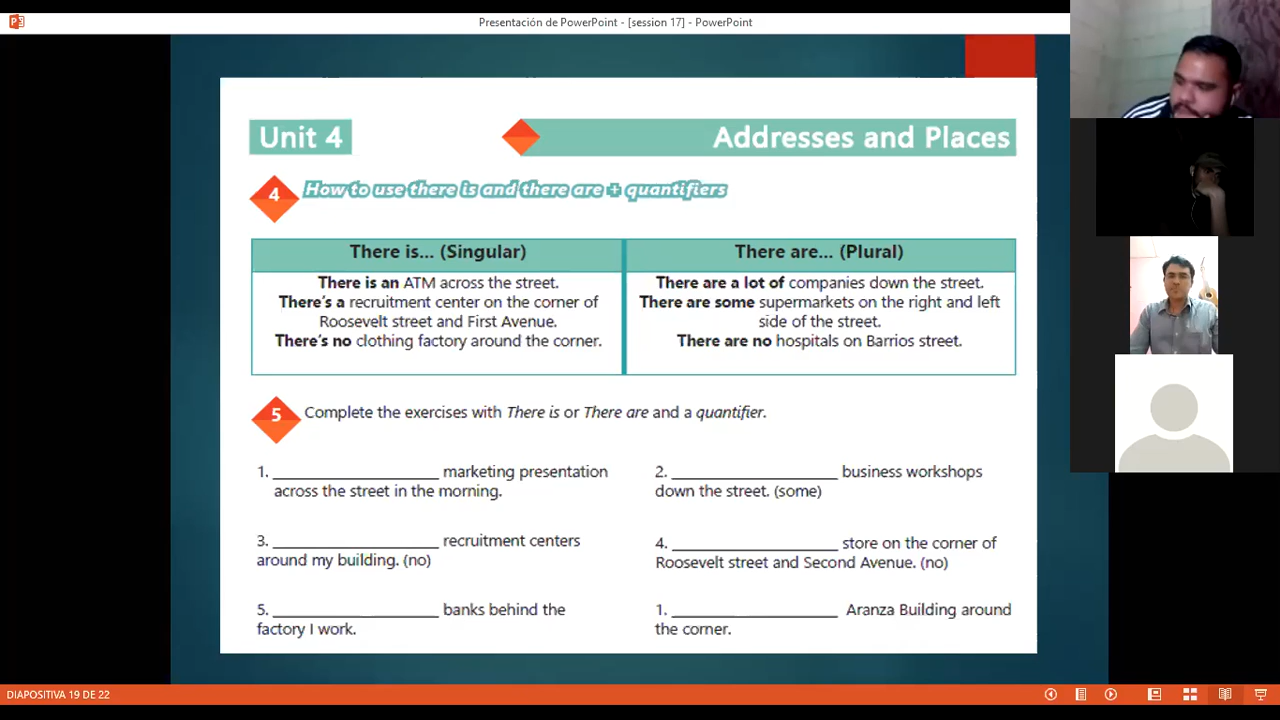 Presentación de PowerPoint - [session 17] - PowerPoint
Unit 4
Addresses and Places
4
How to use there is and there are + quantifiers
There is... (Singular)
There is an ATM across the street.
There's a recruitment center on the corner of
Roosevelt street and First Avenue.
There's no clothing factory around the corner.
There are... (Plural)
There are a lot of companies down the street.
There are some supermarkets on the right and left
side of the street.
There are no hospitals on Barrios street.
5
Complete the exercises with There is or There are and a quantifier.
1. __________________ marketing presentation
across the street in the morning.
2. __________________ business workshops
down the street. (some)
3. __________________ recruitment centers
around my building. (no)
4. __________________ store on the corner of
Roosevelt street and Second Avenue. (no)
5. __________________ banks behind the
factory I work.
1. __________________ Aranza Building around
the corner.
DIAPOSITIVA 19 DE 22